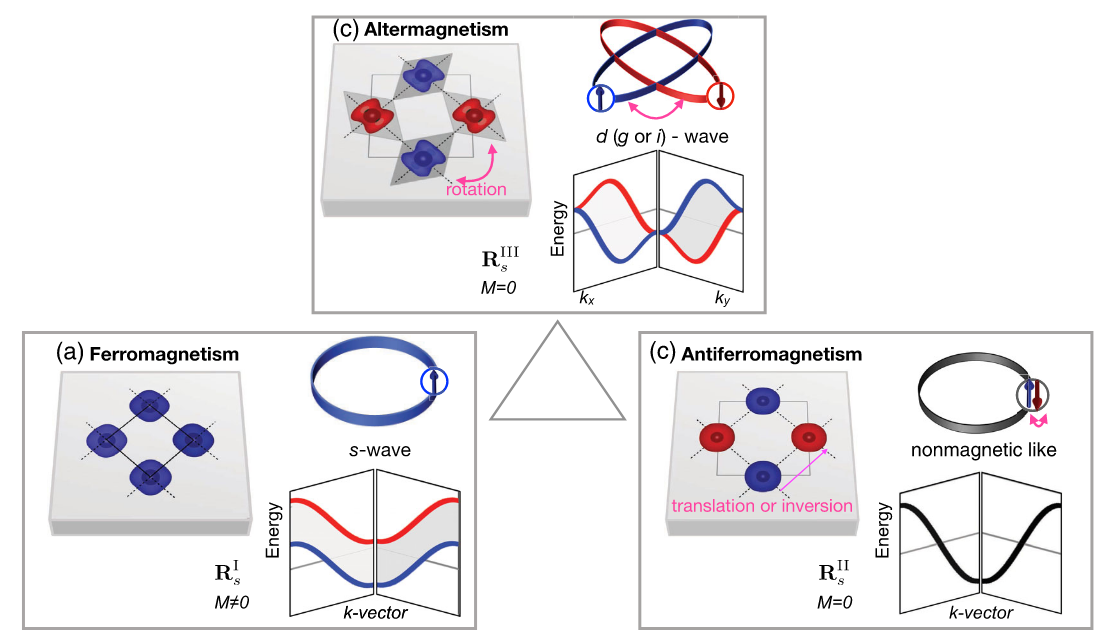 (c) Altermagnetism
rotation
d (g or i) - wave
Energy
kₓ
k_y
R_s^III
M=0
(a) Ferromagnetism
s-wave
Energy
k-vector
R_s^I
M≠0
(c) Antiferromagnetism
translation or inversion
nonmagnetic like
Energy
k-vector
R_s^II
M=0